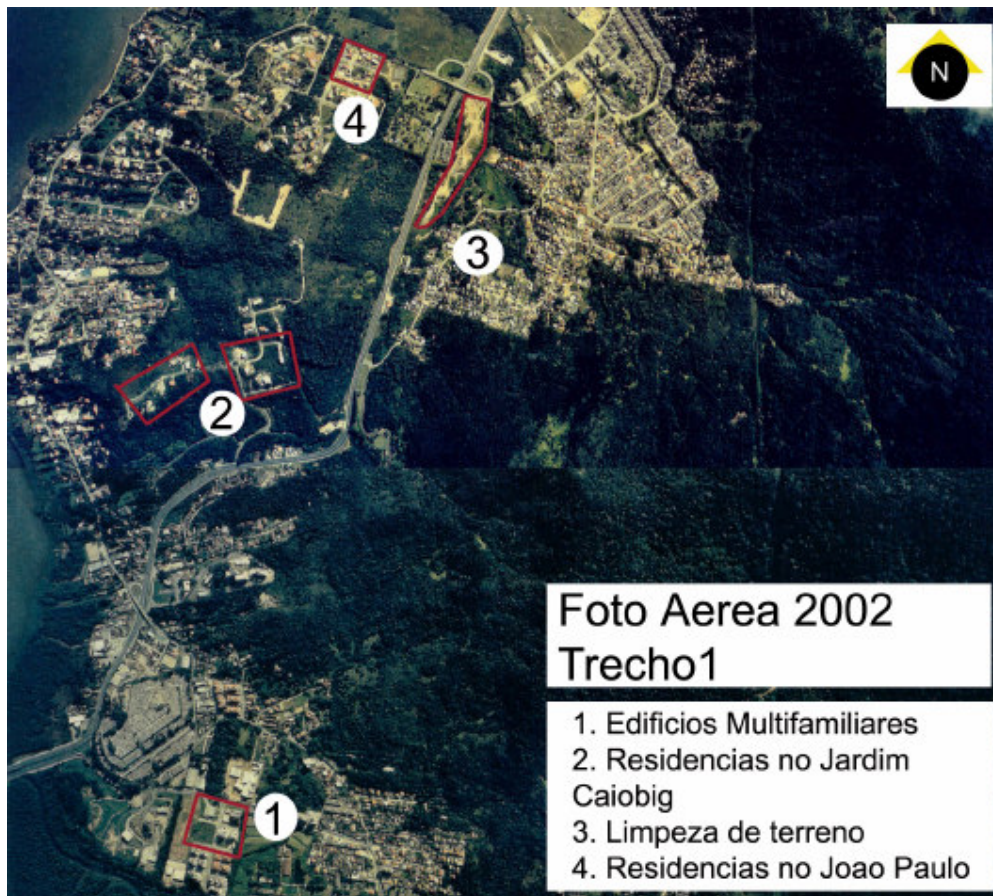 N
4
3
2
1
Foto Aerea 2002
Trecho1
1. Edificios Multifamiliares
2. Residencias no Jardim
Caiobig
3. Limpeza de terreno
4. Residencias no Joao Paulo